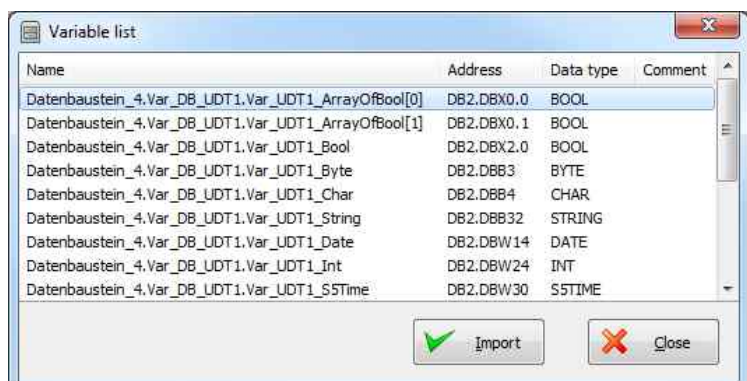 Variable list
Name Address Data type Comment
Datenbaustein_4.Var_DB_UDT1.Var_UDT1_ArrayOfBool[0] DB2.DBX0.0 BOOL
Datenbaustein_4.Var_DB_UDT1.Var_UDT1_ArrayOfBool[1] DB2.DBX0.1 BOOL
Datenbaustein_4.Var_DB_UDT1.Var_UDT1_Bool DB2.DBX2.0 BOOL
Datenbaustein_4.Var_DB_UDT1.Var_UDT1_Byte DB2.DBB3 BYTE
Datenbaustein_4.Var_DB_UDT1.Var_UDT1_Char DB2.DBB4 CHAR
Datenbaustein_4.Var_DB_UDT1.Var_UDT1_String DB2.DBB32 STRING
Datenbaustein_4.Var_DB_UDT1.Var_UDT1_Date DB2.DBW14 DATE
Datenbaustein_4.Var_DB_UDT1.Var_UDT1_Int DB2.DBW24 INT
Datenbaustein_4.Var_DB_UDT1.Var_UDT1_S5Time DB2.DBW30 S5TIME
Import Close